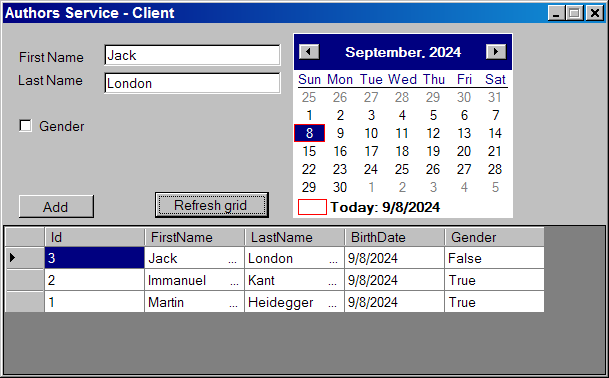 Authors Service - Client
First Name Jack
Last Name London
Gender
Add Refresh grid
September, 2024
Sun Mon Tue Wed Thu Fri Sat
25 26 27 28 29 30 31
1 2 3 4 5 6 7
8 9 10 11 12 13 14
15 16 17 18 19 20 21
22 23 24 25 26 27 28
29 30 1 2 3 4 5
Today: 9/8/2024
Id FirstName LastName BirthDate Gender
3 Jack ... London ... 9/8/2024 False
2 Immanuel ... Kant ... 9/8/2024 True
1 Martin ... Heidegger ... 9/8/2024 True